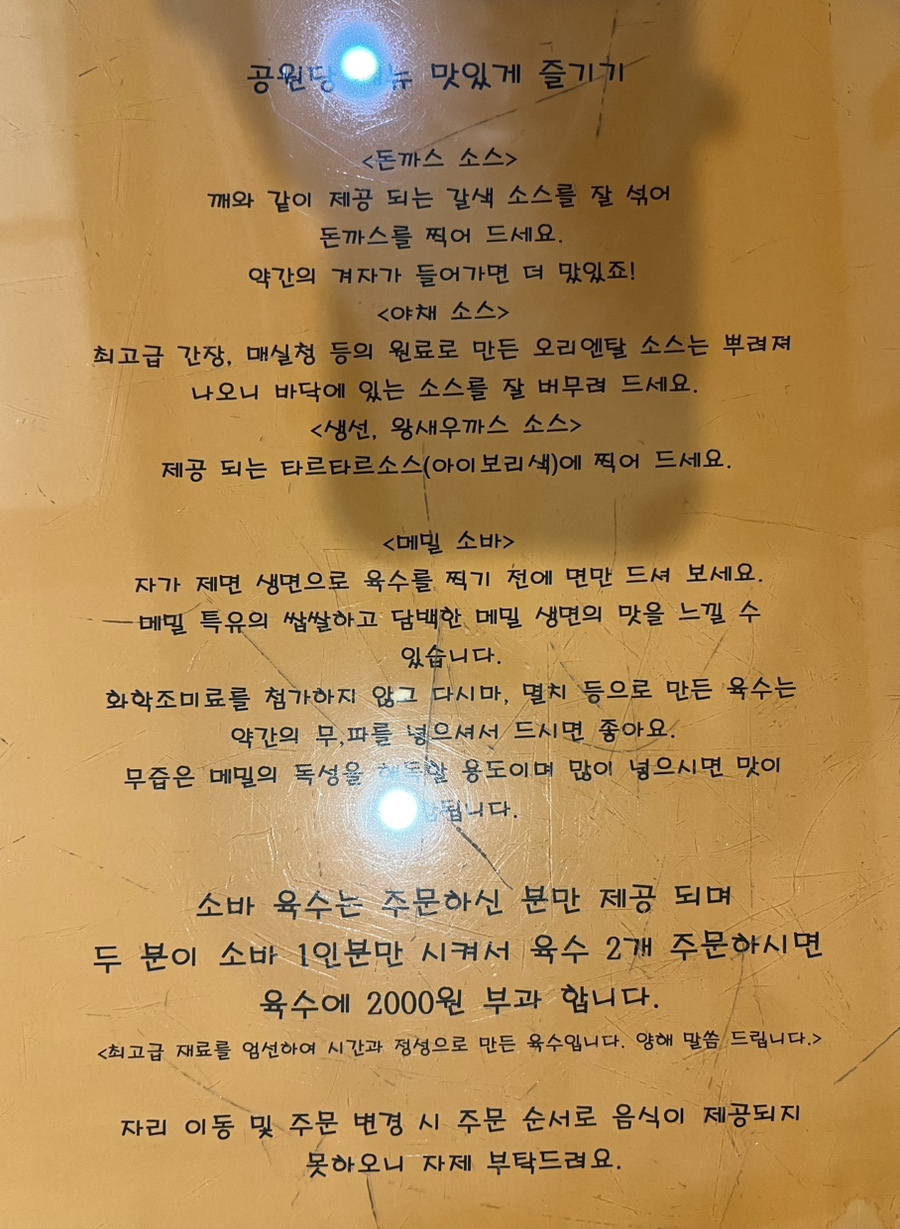 공원당 메뉴 맛있게 즐기기
<돈까스 소스>
깨와 같이 제공 되는 갈색 소스를 잘 섞어
돈까스를 찍어 드세요.
약간의 겨자가 들어가면 더 맜있죠!
<야채 소스>
최고급 간장, 매실청 등의 원료로 만든 오리엔탈 소스는 뿌려져
나오니 바닥에 있는 소스를 잘 버무려 드세요.
<생선, 왕새우까스 소스>
제공 되는 타르타르소스(아이보리색)에 찍어 드세요.
<메밀 소바>
자가 제면 생면으로 육수를 찍기 전에 면만 드셔 보세요.
메밀 특유의 쌉쌀하고 담백한 메밀 생면의 맛을 느낄 수
있습니다.
화학조미료를 첨가하지 않고 다시마, 멸치 등으로 만든 육수는
약간의 무,파를 넣으셔서 드시면 좋아요.
무즙은 메밀의 독성을 해독할 용도이며 많이 넣으시면 맛이
소바 육수는 주문하신 분만 제공 되며
두 분이 소바 1인분만 시켜서 육수 2개 주문하시면
육수에 2000원 부과 합니다.
<최고급 재료를 엄선하여 시간과 정성으로 만든 육수입니다. 양해 말씀 드립니다.>
자리 이동 및 주문 변경 시 주문 순서로 음식이 제공되지
못하오니 자제 부탁드려요.